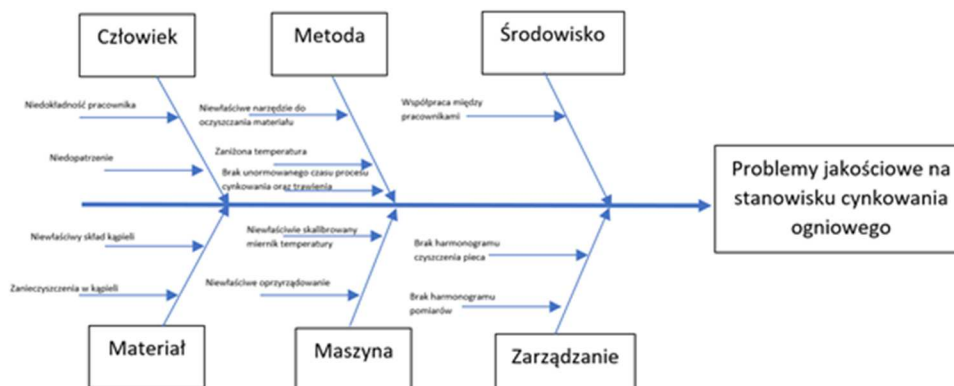 Człowiek
Metoda
Środowisko
Niedokładność pracownika
Niedopatrzenie
Niewłaściwe narzędzie do
oczyszczania materiału
Zaniżona temperatura
Brak unormowanego czasu procesu
cynkowania oraz trawienia
Współpraca między
pracownikami
Problemy jakościowe na
stanowisku cynkowania
ogniowego
Niewłaściwy skład kąpieli
Zanieczyszczenia w kąpieli
Niewłaściwie skalibrowany
miernik temperatury
Niewłaściwe oprzyrządowanie
Brak harmonogramu
czyszczenia pieca
Brak harmonogramu
pomiarów
Materiał
Maszyna
Zarządzanie